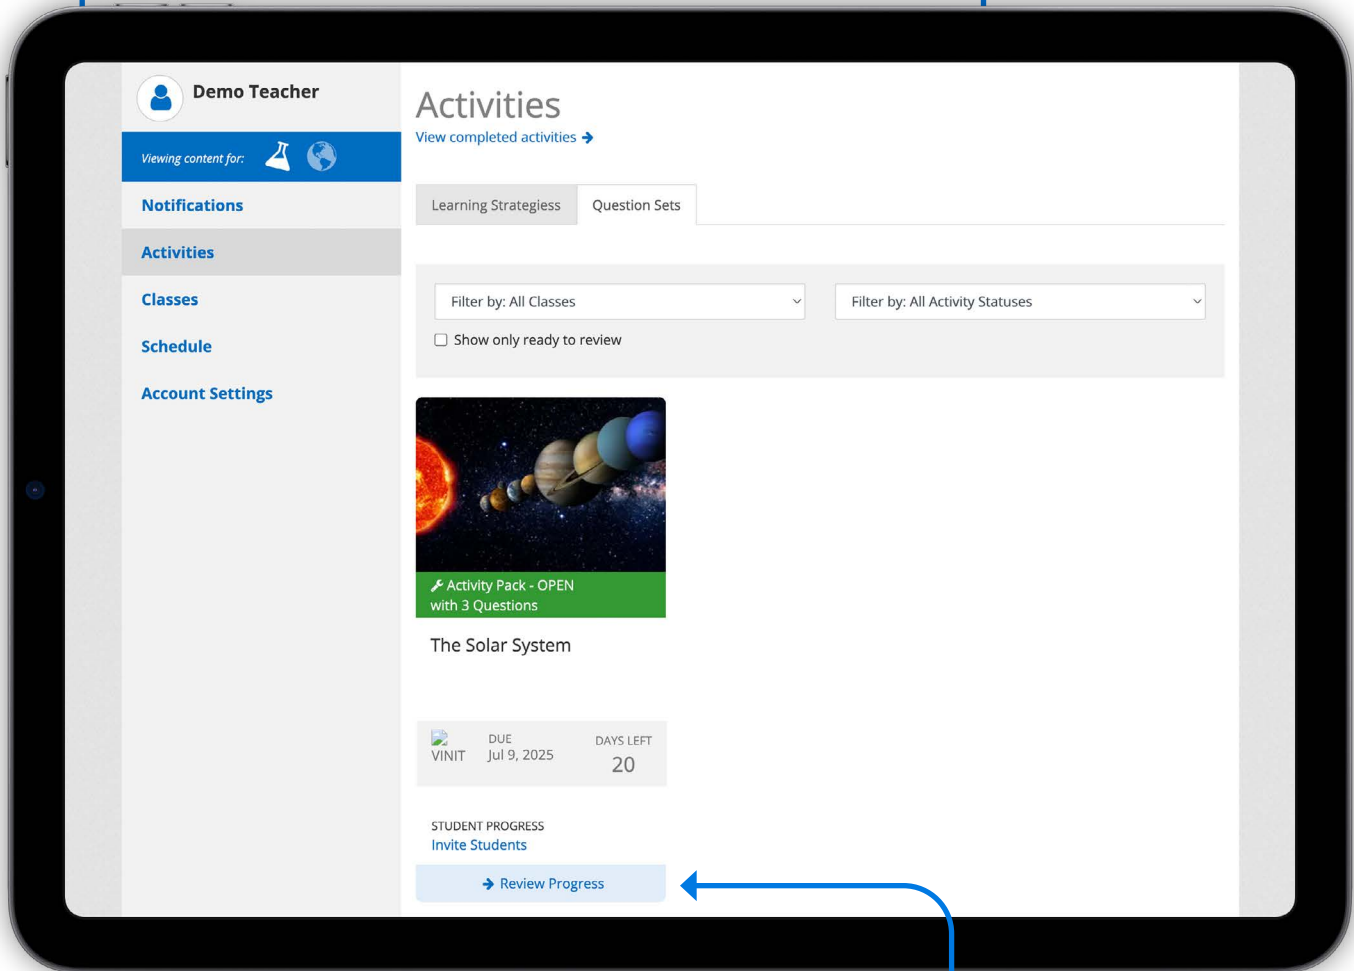 Demo Teacher
Viewing content for:
Notifications
Activities
Classes
Schedule
Account Settings
Activities
View completed activities
Learning Strategiess
Question Sets
Filter by: All Classes
Filter by: All Activity Statuses
Show only ready to review
Activity Pack - OPEN
with 3 Questions
The Solar System
VINIT
DUE
Jul 9, 2025
DAYS LEFT
20
STUDENT PROGRESS
Invite Students
Review Progress